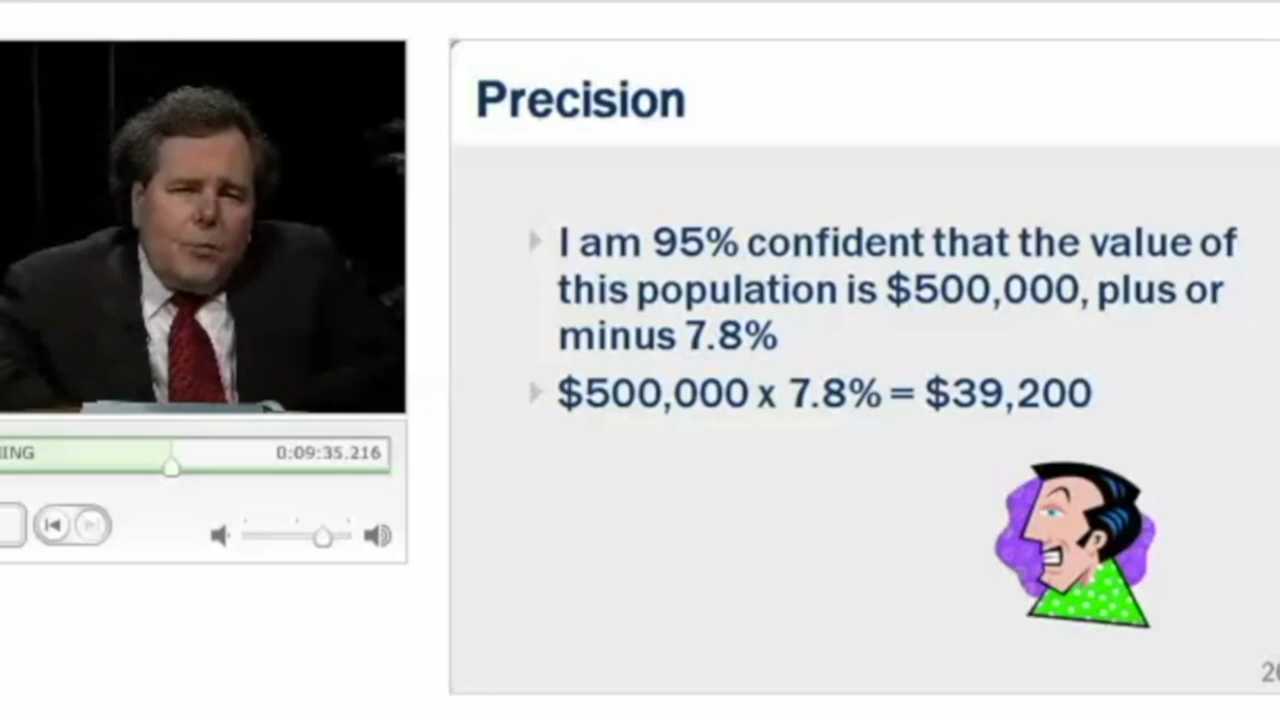 Precision
I am 95% confident that the value of
this population is $500,000, plus or
minus 7.8%
$500,000 x 7.8% = $39,200
ING
0:09:35.216